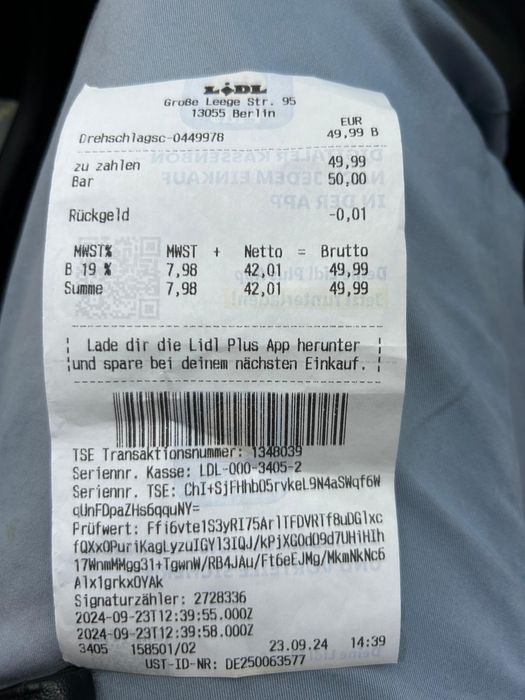 LIDL
Große Leege Str. 95
13055 Berlin
EUR
Drehschlagsc-0449978 49,99 B
zu zahlen 49,99
Bar 50,00
Rückgeld -0,01
MWST% MWST + Netto = Brutto
B 19 % 7,98 42,01 49,99
Summe 7,98 42,01 49,99
Lade dir die Lidl Plus App herunter
und spare bei deinem nächsten Einkauf.
TSE Transaktionsnummer: 1348039
Seriennr. Kasse: LDL-000-3405-2
Seriennr. TSE: ChI+SjFHhbO5rvkeL9N4aSWqf6W
qUnFDpaZHs6qquNY=
Prüfwert: Ffi6vte1S3yRI75Ar1TFDVRTf8uDG1xc
fQXxOPuriKagLyzuIGY13IQJ/kPjXGOd09d7UHiHIh
17WnmMMgg31+TgwnW/RB4JAu/Ft6eEJMg/MkmNkNc6
A1x1grkxOYAk
Signaturzähler: 2728336
2024-09-23T12:39:55.000Z
2024-09-23T12:39:58.000Z
3405 158501/02 23.09.24 14:39
UST-ID-NR: DE250063577